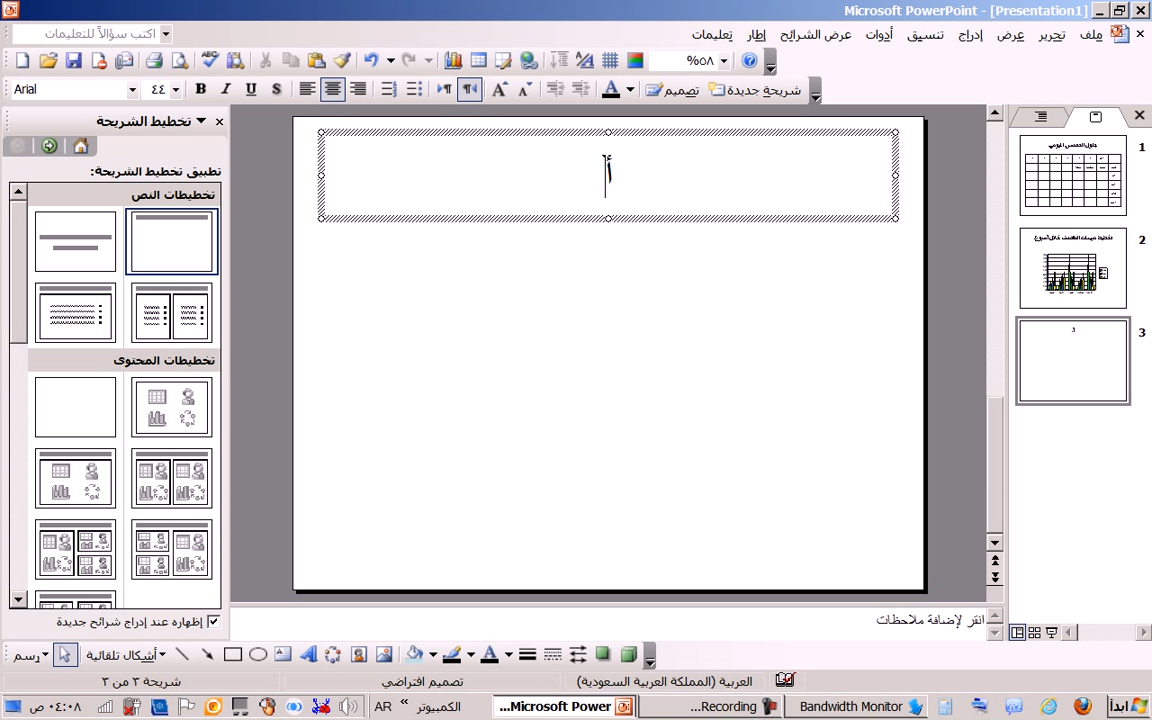 Microsoft PowerPoint - [Presentation1]
ملف تحرير عرض إدراج تنسيق أدوات عرض الشرائح إطار تعليمات
اكتب سؤالاً للتعليمات
%٥٨
Arial ٤٤ B I U S A A A تصميم شريحة جديدة
تخطيط الشريحة
تطبيق تخطيط الشريحة:
تخطيطات النص
تخطيطات المحتوى
إظهاره عند إدراج شرائح جديدة
أ
1
2
3
أ
انقر لإضافة ملاحظات
رسم أشكال تلقائية A A
العربية (المملكة العربية السعودية) تصميم افتراضي شريحة ٣ من ٣
ابدأ Bandwidth Monitor Recording... Microsoft Power... الكمبيوتر » AR ٠٤:٠٨ ص